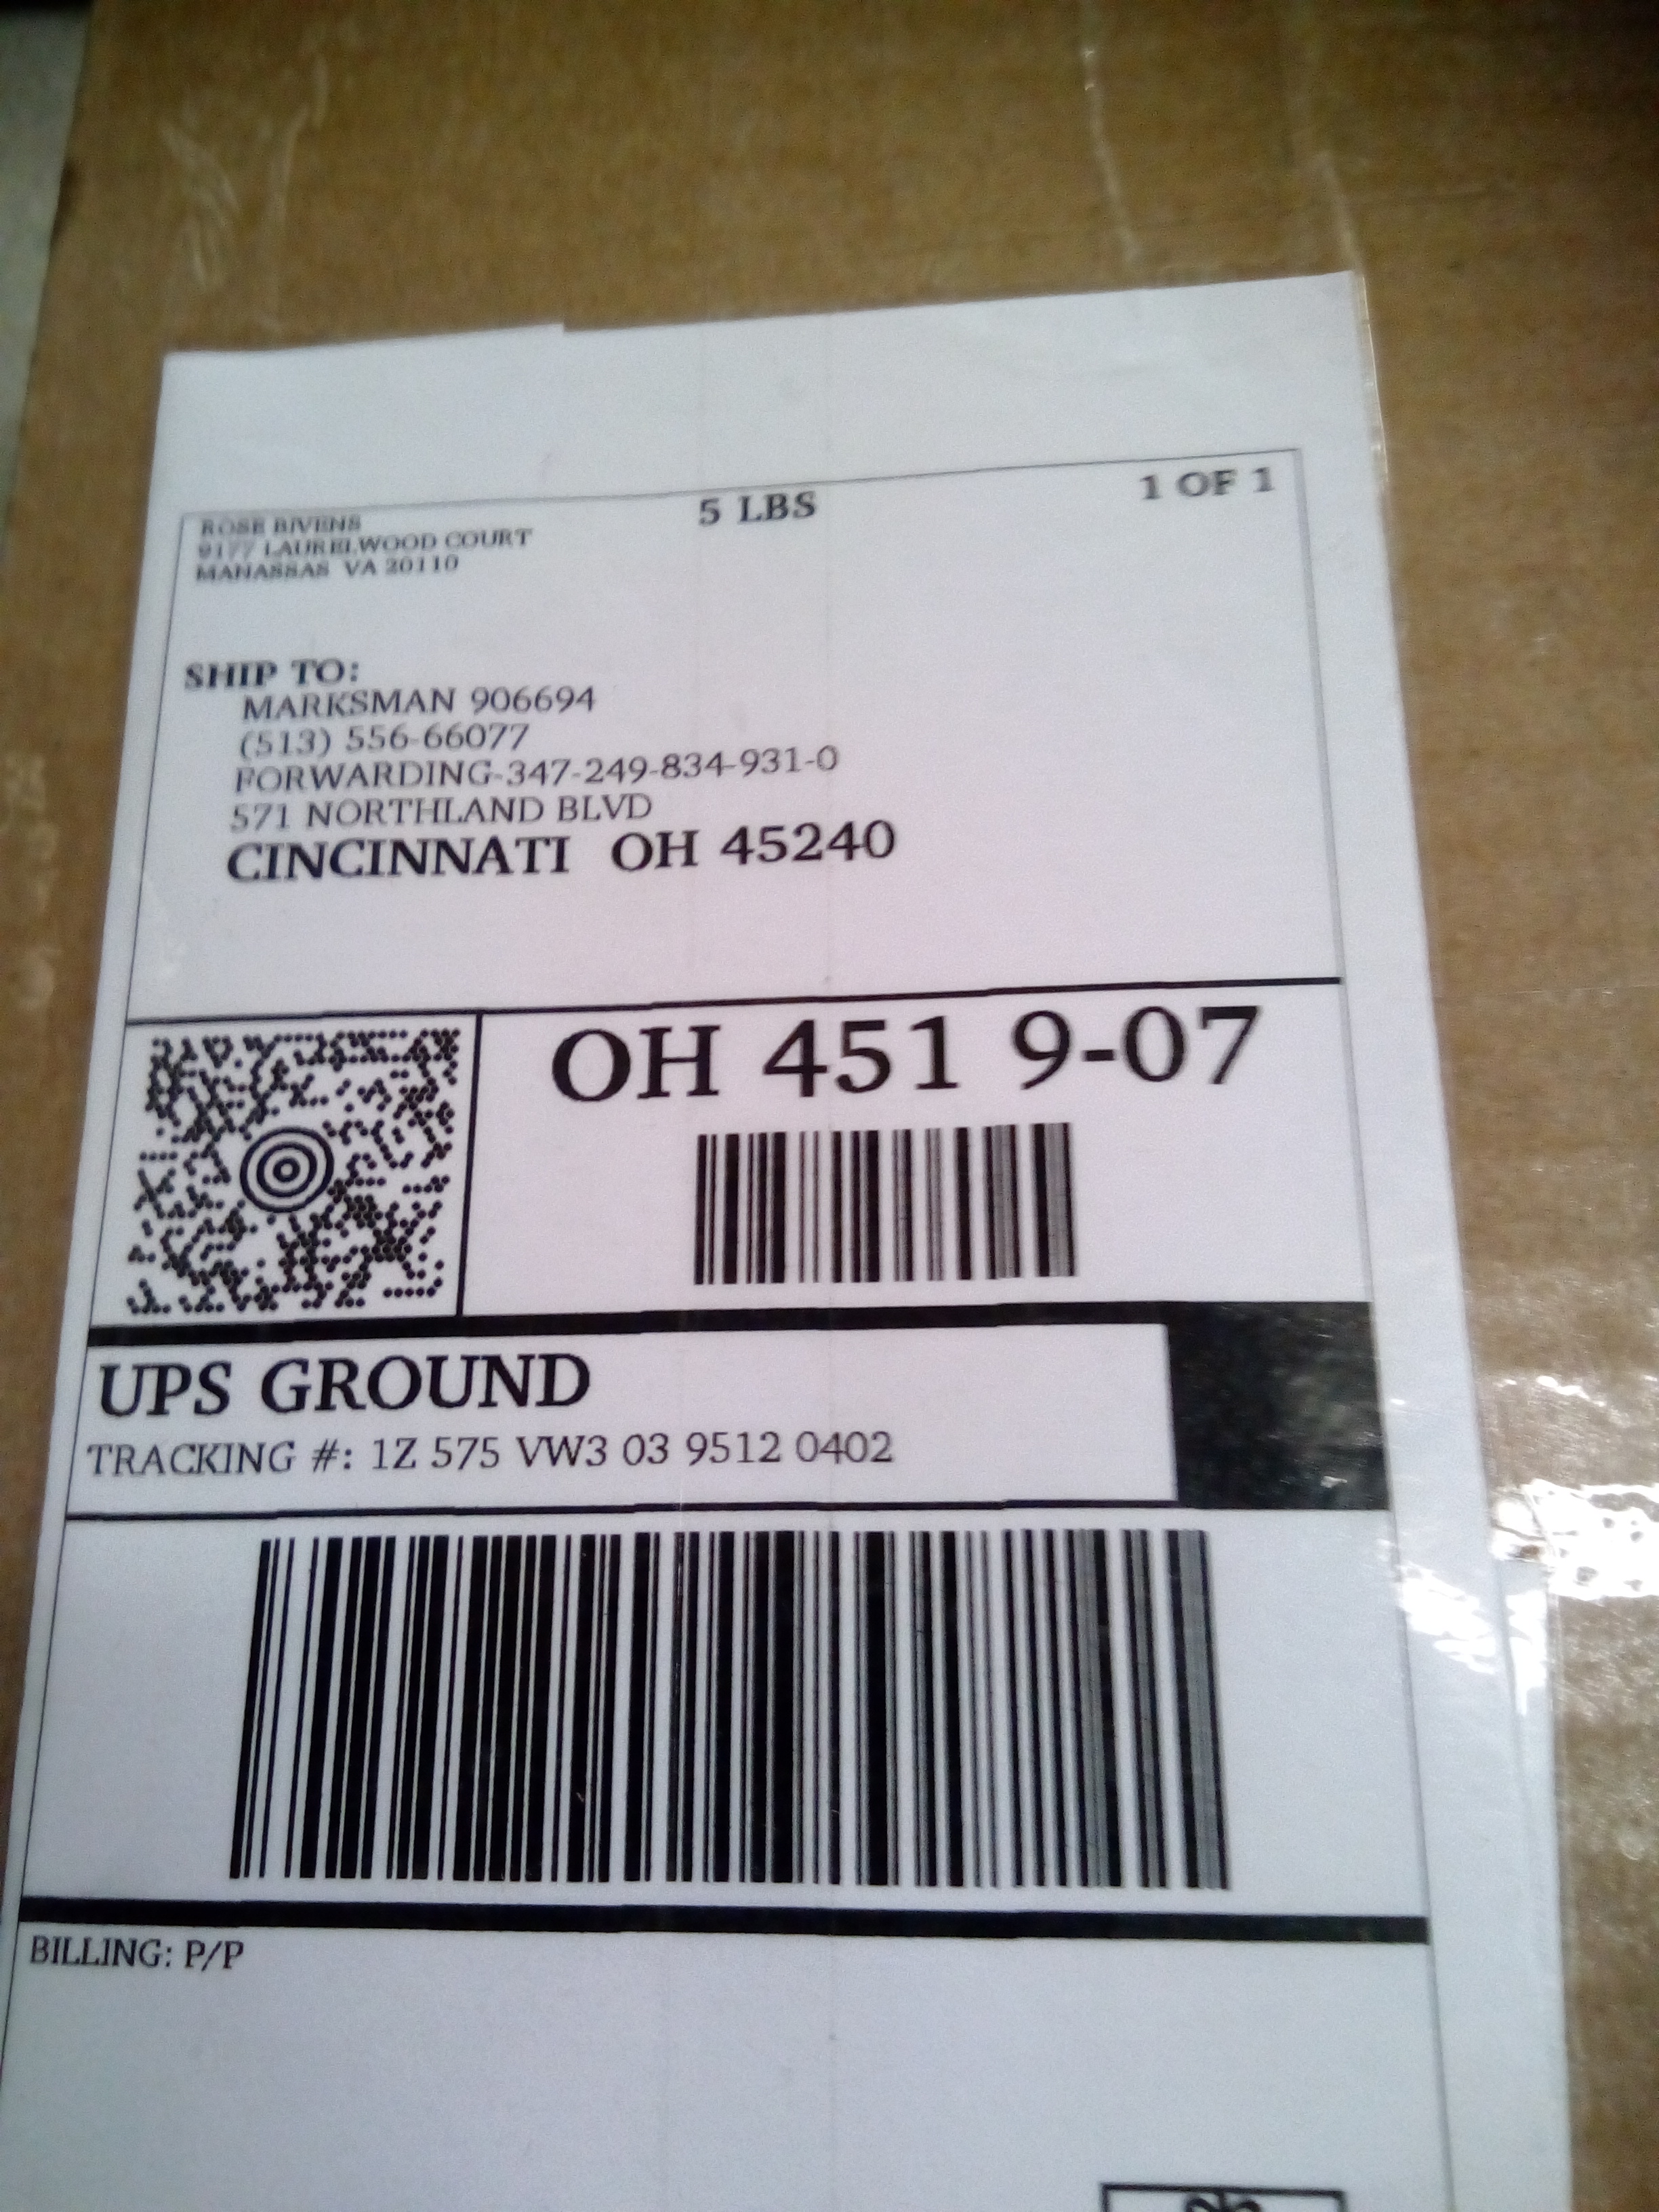 ROSE BIVENS
9177 LAURELWOOD COURT
MANASSAS VA 20110
5 LBS
1 OF 1
SHIP TO:
MARKSMAN 906694
(513) 556-66077
FORWARDING-347-249-834-931-0
571 NORTHLAND BLVD
CINCINNATI OH 45240
OH 451 9-07
UPS GROUND
TRACKING #: 1Z 575 VW3 03 9512 0402
BILLING: P/P